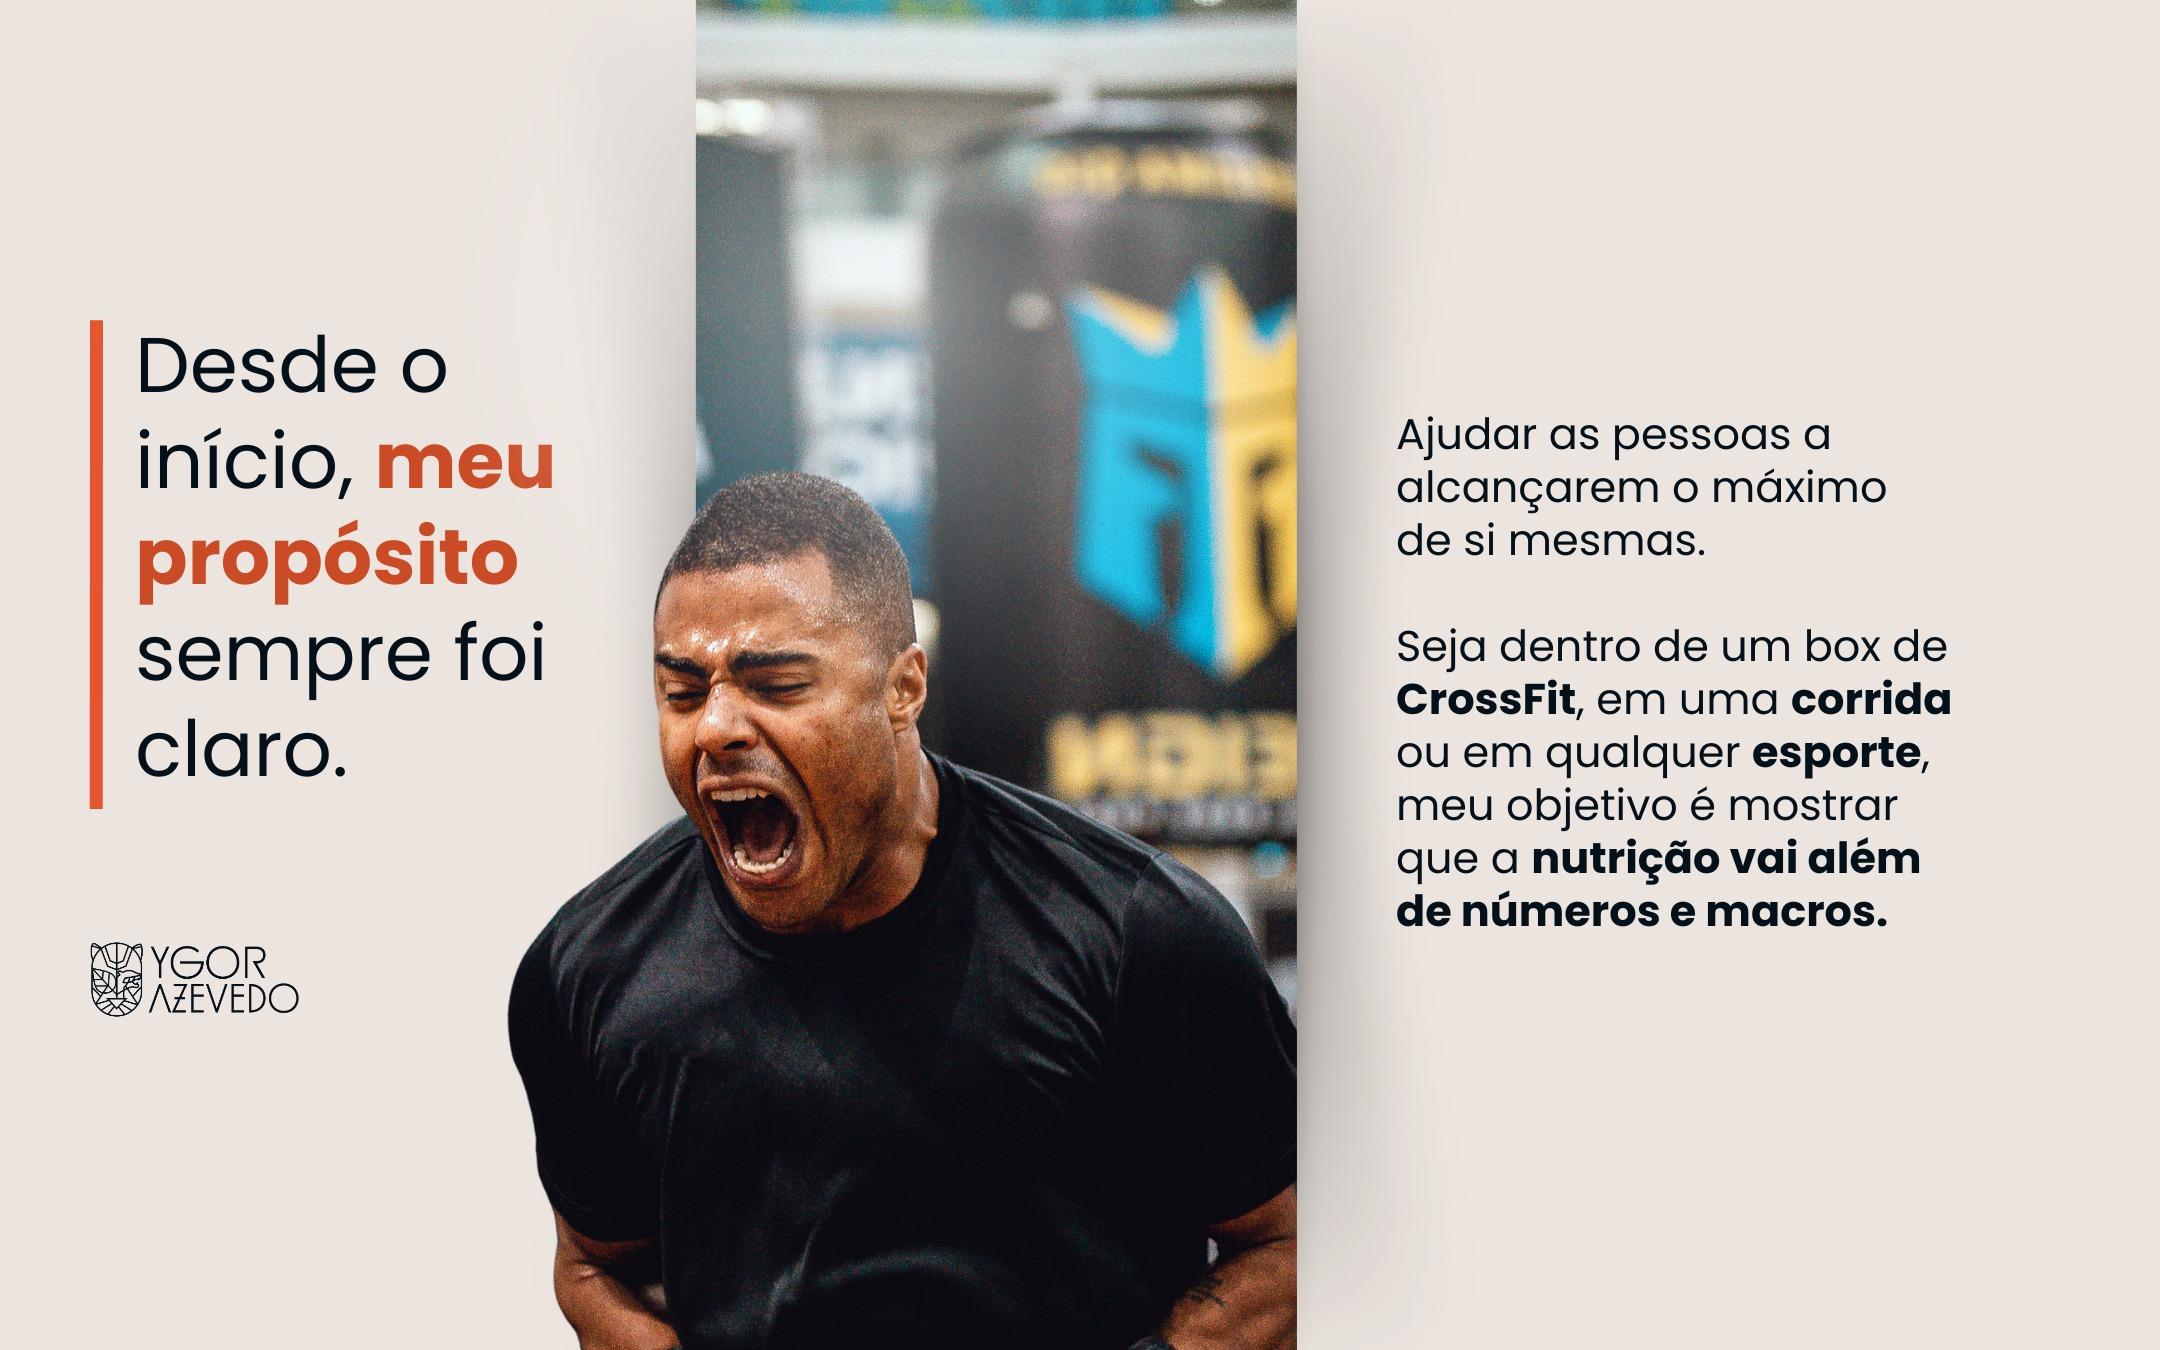 Desde o
início, meu
propósito
sempre foi
claro.
YGOR
AZEVEDO
Ajudar as pessoas a
alcançarem o máximo
de si mesmas.
Seja dentro de um box de
CrossFit, em uma corrida
ou em qualquer esporte,
meu objetivo é mostrar
que a nutrição vai além
de números e macros.